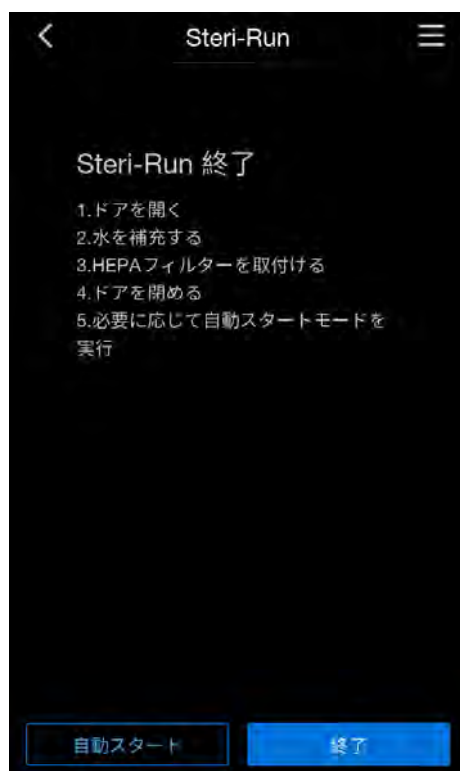 Steri-Run
Steri-Run 終了
1.ドアを開く
2.水を補充する
3.HEPAフィルターを取付ける
4.ドアを閉める
5.必要に応じて自動スタートモードを
実行
自動スタート
終了